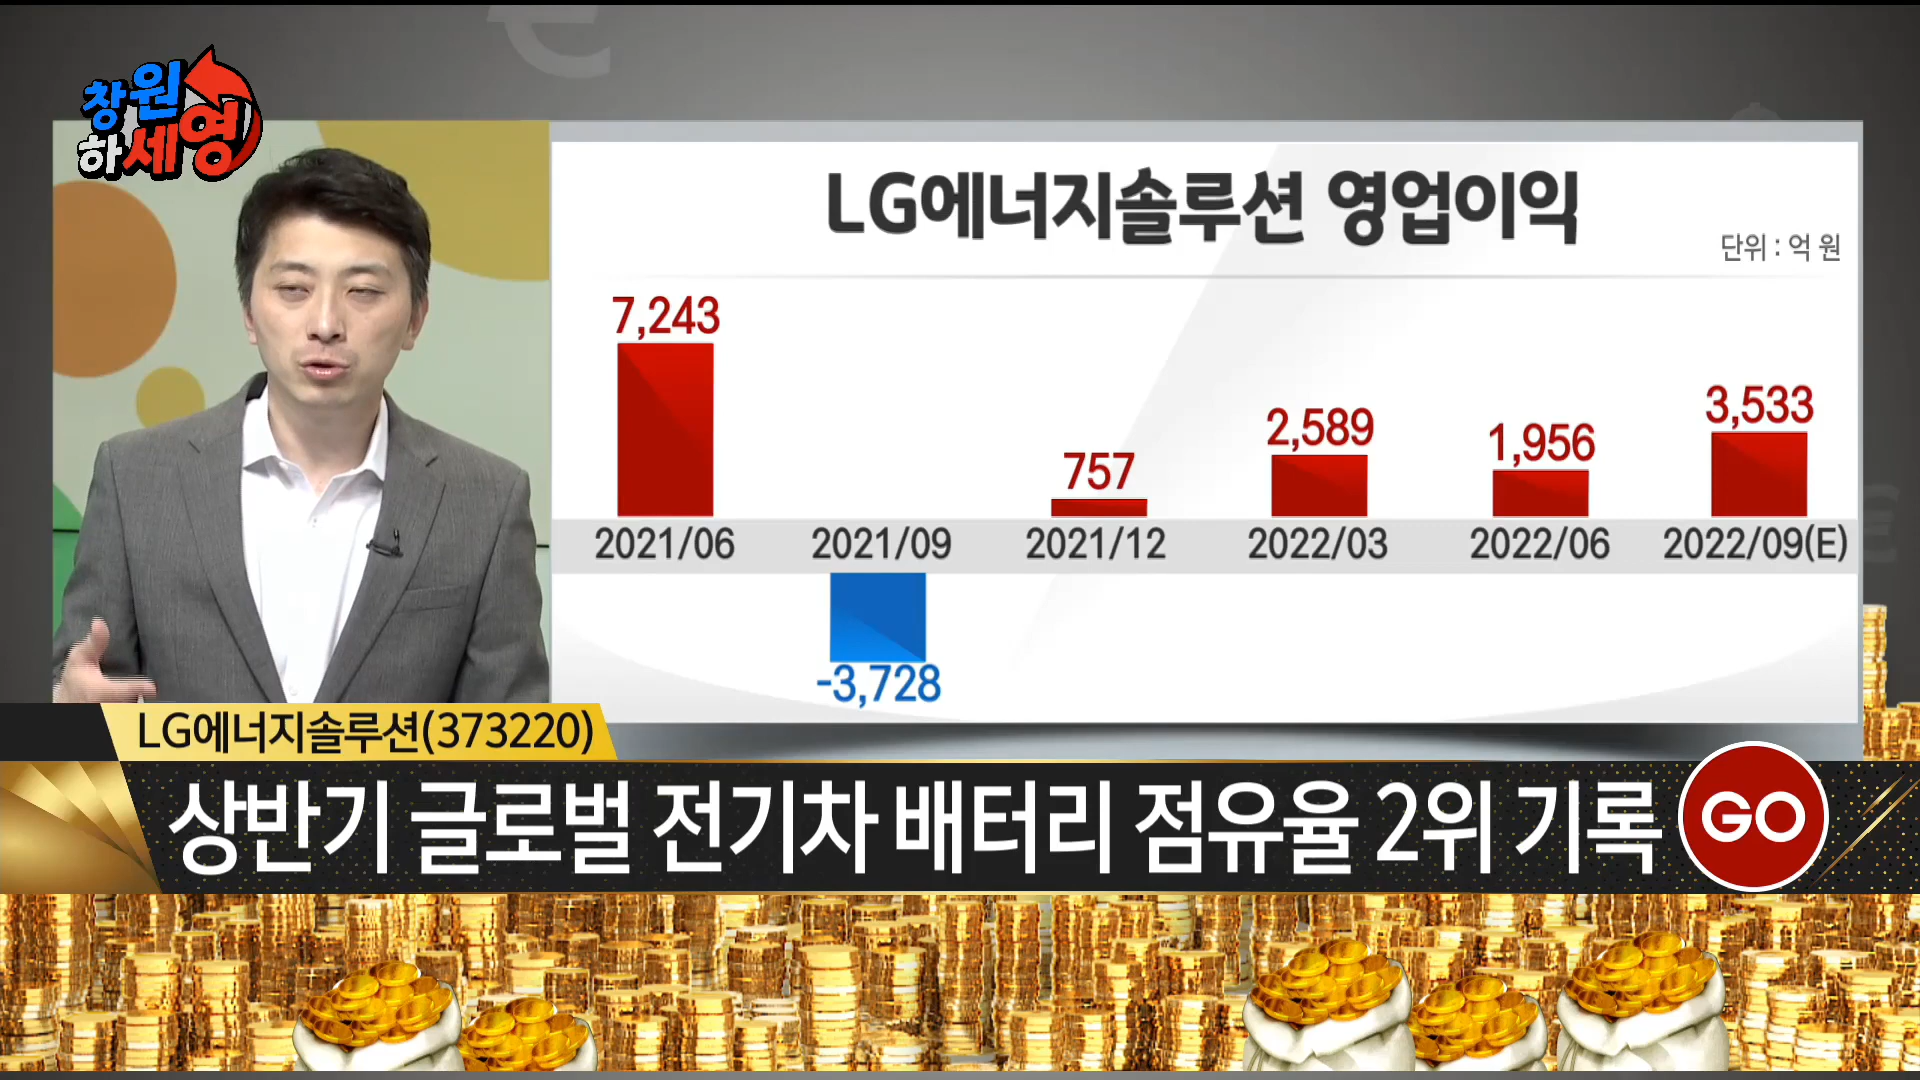 창원
하세영
LG에너지솔루션 영업이익
단위 : 억 원
7,243
757
2,589
1,956
3,533
2021/06
2021/09
2021/12
2022/03
2022/06
2022/09(E)
-3,728
LG에너지솔루션(373220)
상반기 글로벌 전기차 배터리 점유율 2위 기록
GO